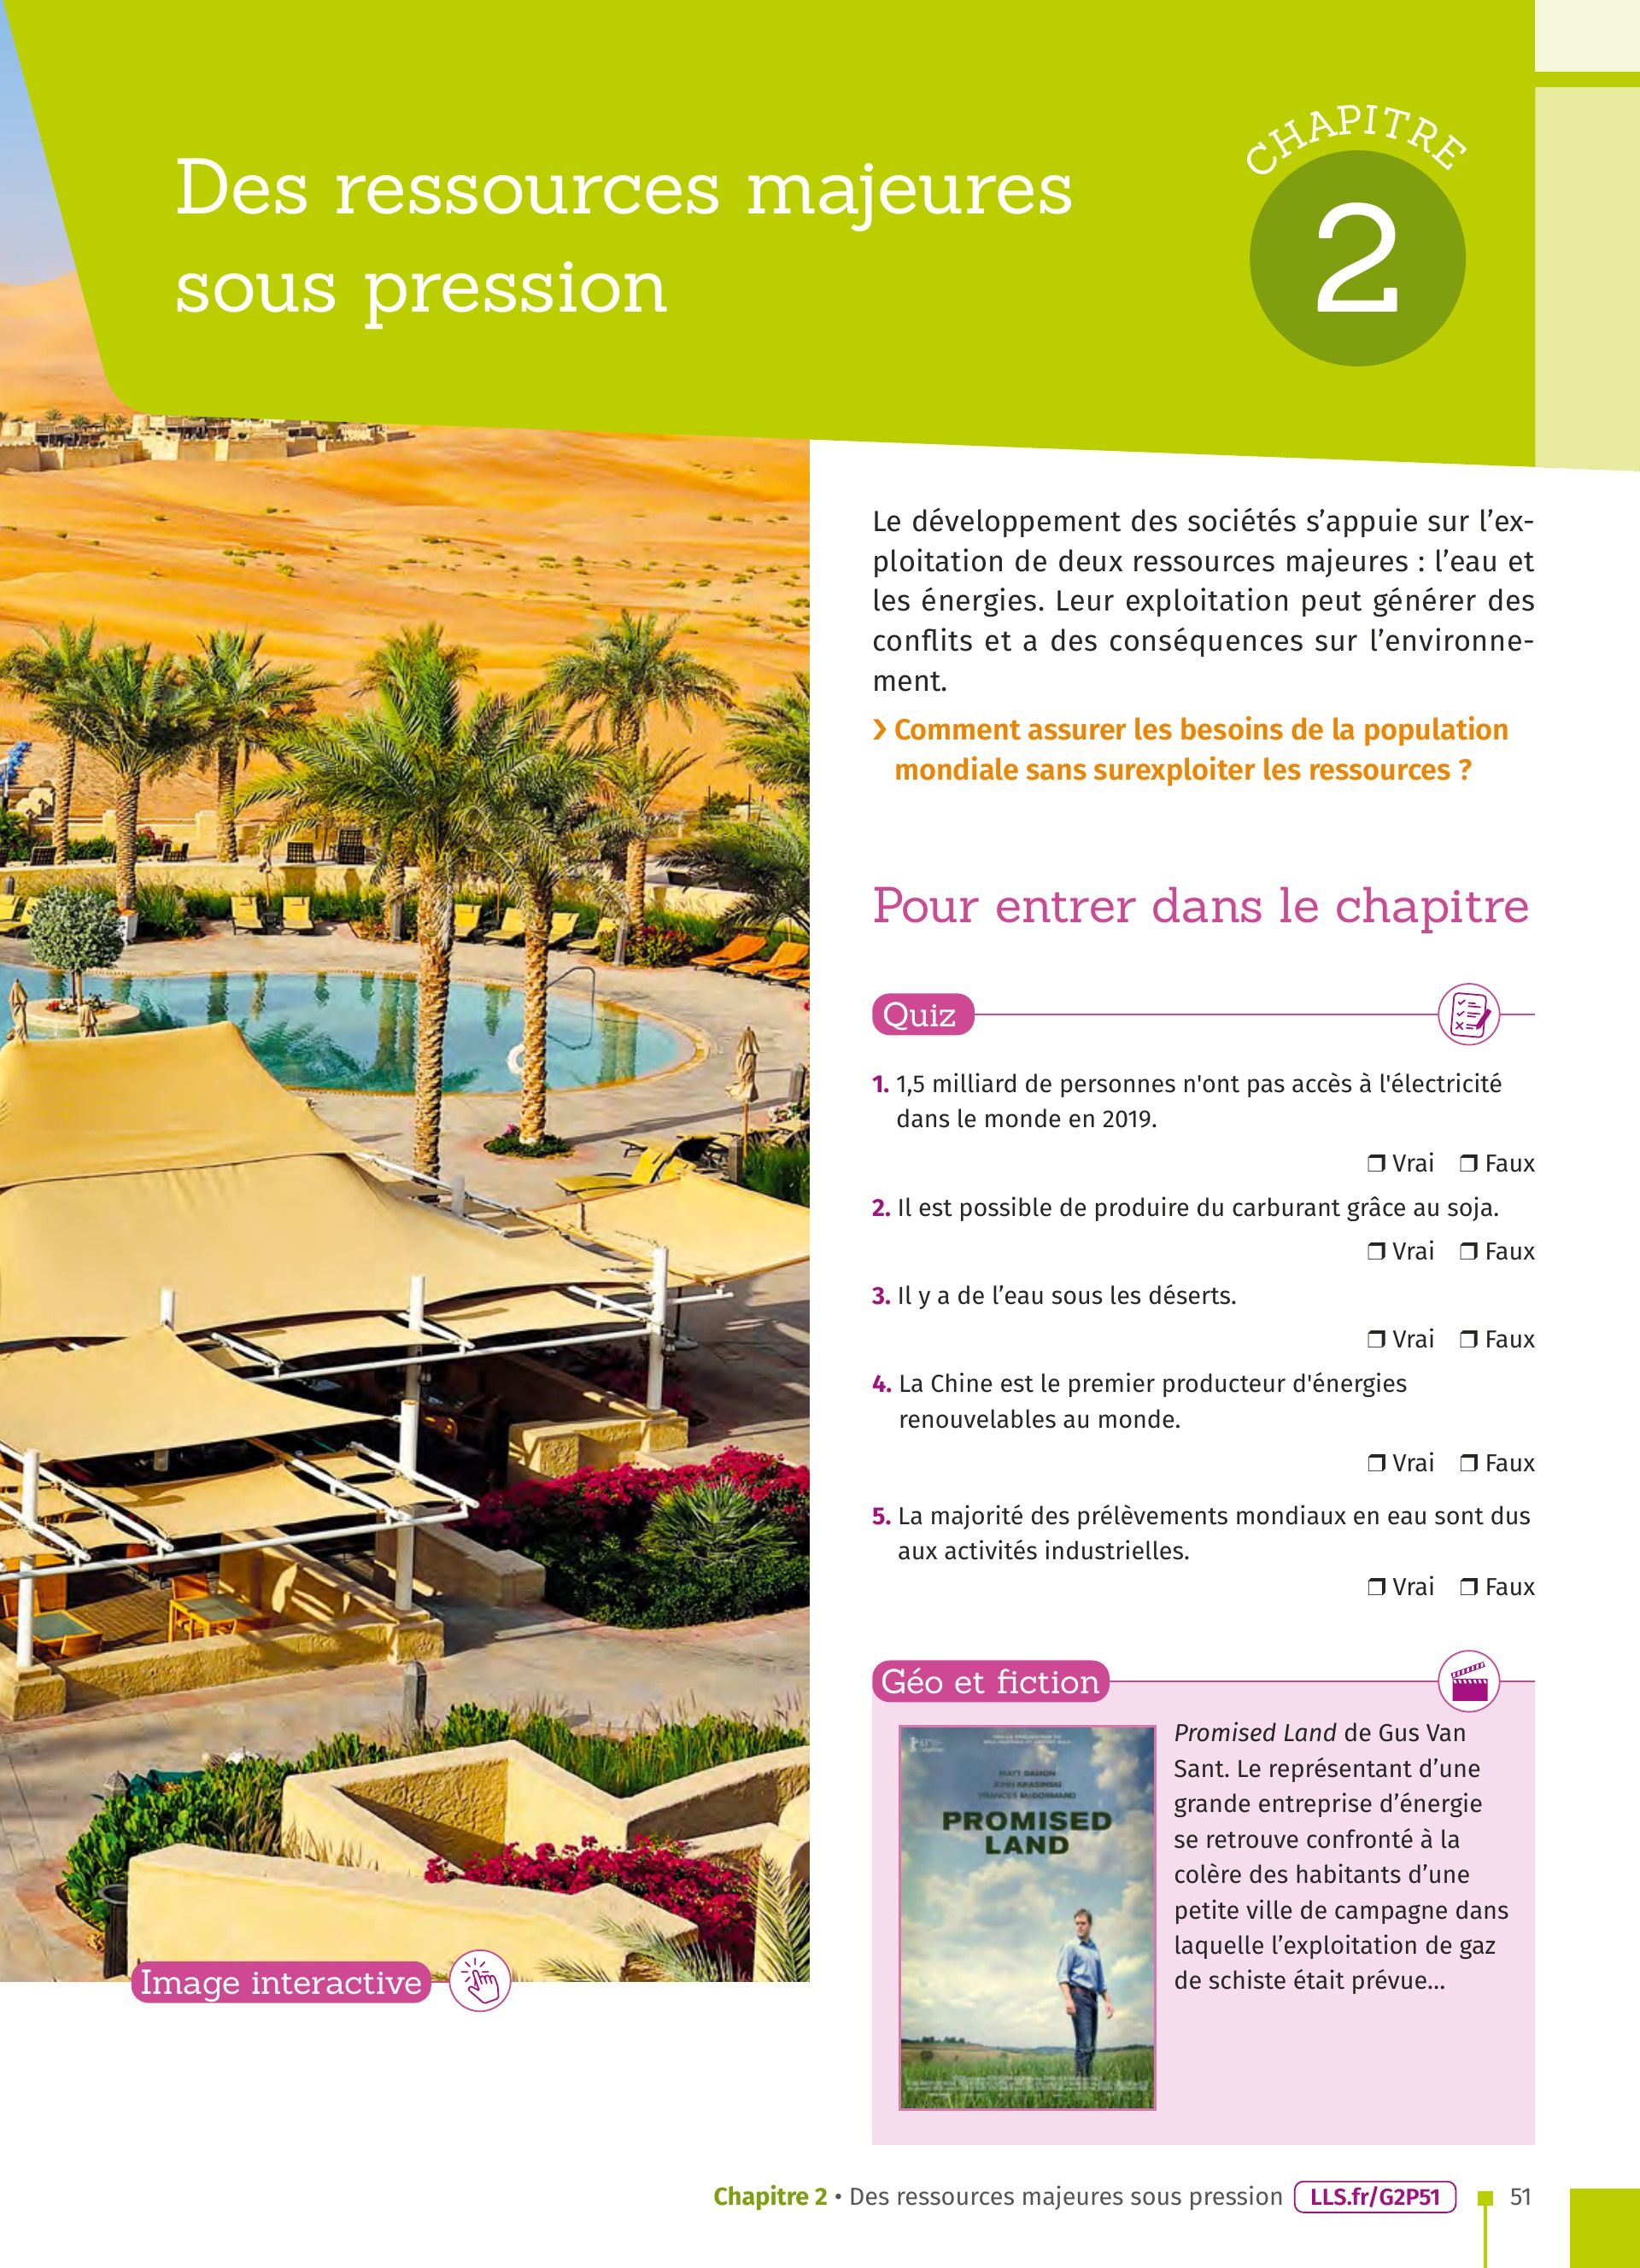 Des ressources majeures
sous pression
CHAPITRE
2
Le développement des sociétés s’appuie sur l’ex-
ploitation de deux ressources majeures : l’eau et
les énergies. Leur exploitation peut générer des
conflits et a des conséquences sur l’environne-
ment.
› Comment assurer les besoins de la population
mondiale sans surexploiter les ressources ?
Pour entrer dans le chapitre
Quiz
1. 1,5 milliard de personnes n'ont pas accès à l'électricité
dans le monde en 2019.
❐ Vrai ❐ Faux
2. Il est possible de produire du carburant grâce au soja.
❐ Vrai ❐ Faux
3. Il y a de l’eau sous les déserts.
❐ Vrai ❐ Faux
4. La Chine est le premier producteur d'énergies
renouvelables au monde.
❐ Vrai ❐ Faux
5. La majorité des prélèvements mondiaux en eau sont dus
aux activités industrielles.
❐ Vrai ❐ Faux
Géo et fiction
MATT DAMON
JOHN KRASINSKI
FRANCES McDORMAND
PROMISED
LAND
Promised Land de Gus Van
Sant. Le représentant d’une
grande entreprise d’énergie
se retrouve confronté à la
colère des habitants d’une
petite ville de campagne dans
laquelle l’exploitation de gaz
de schiste était prévue...
Image interactive
Chapitre 2 • Des ressources majeures sous pression LLS.fr/G2P51 51